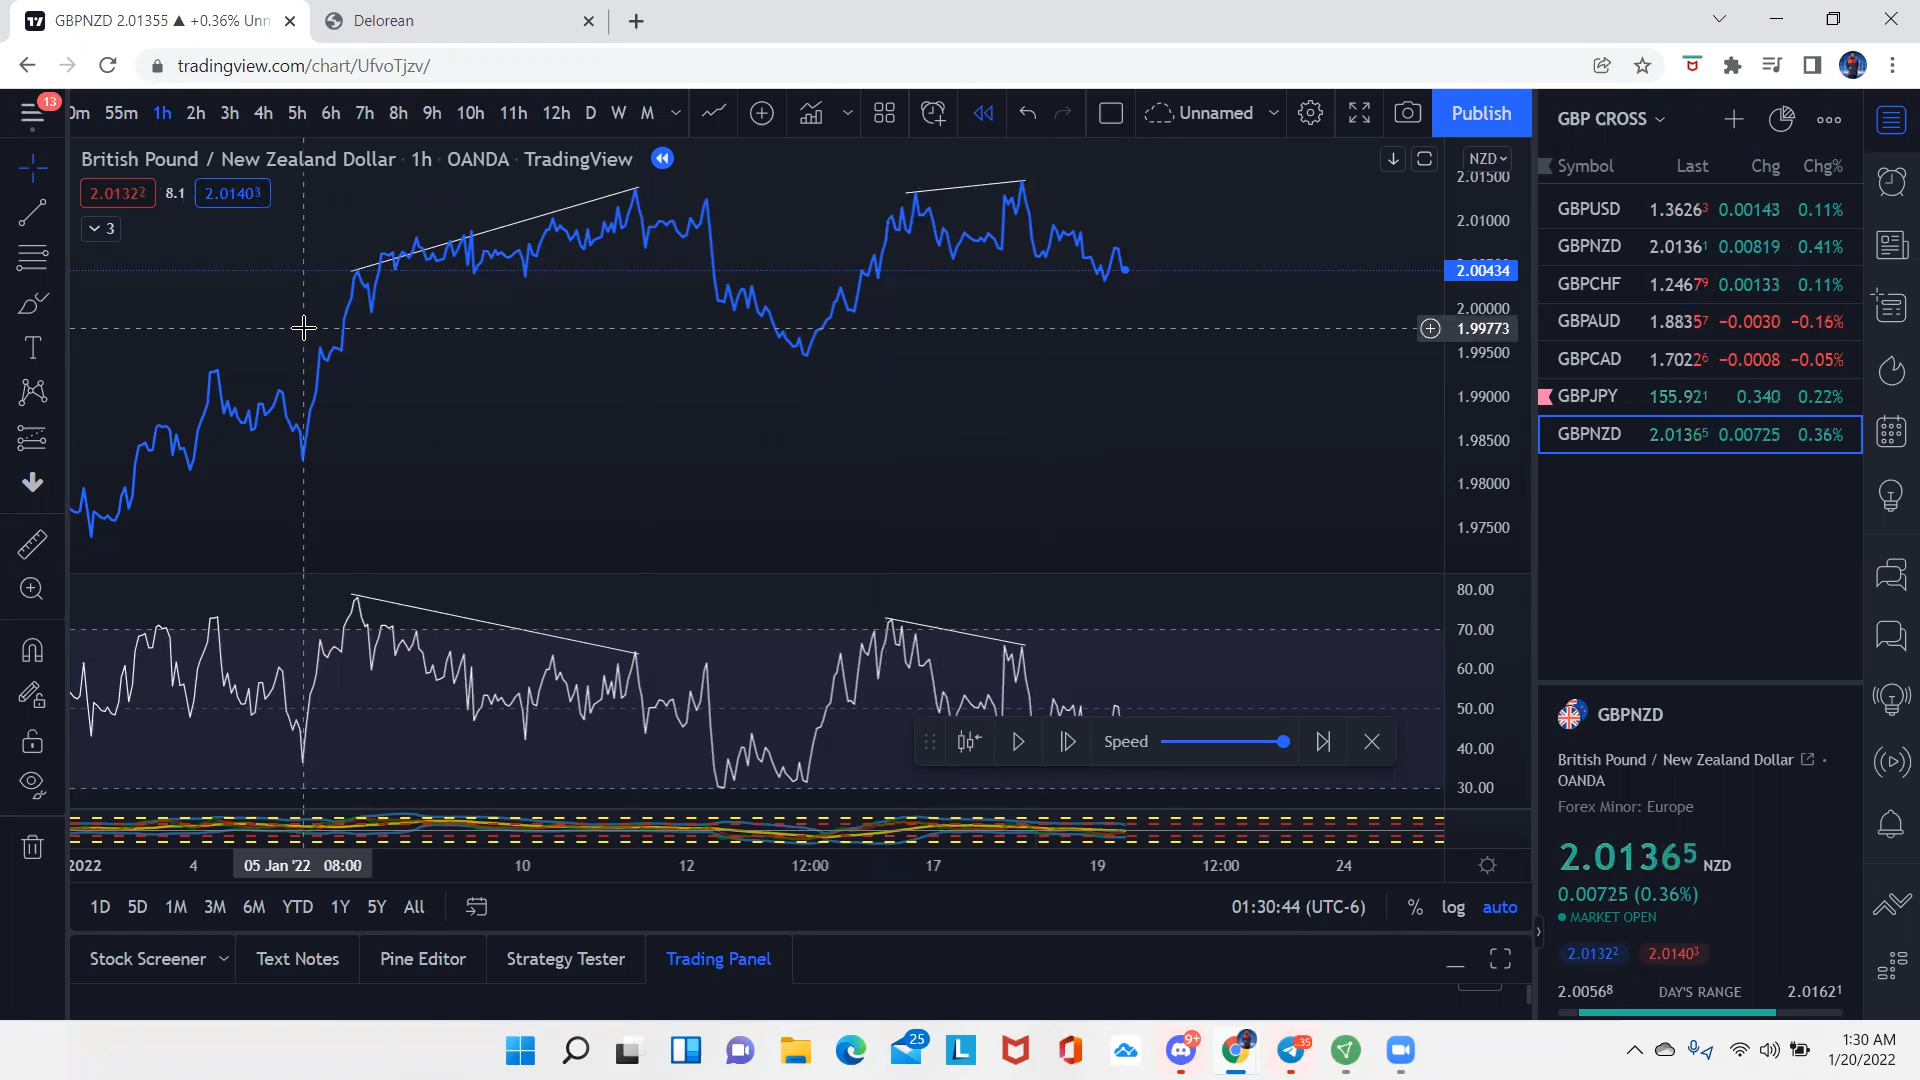 GBPNZD 2.01355 ▲ +0.36% Unn
Delorean
tradingview.com/chart/UfvoTjzv/
13
0m 55m 1h 2h 3h 4h 5h 6h 7h 8h 9h 10h 11h 12h D W M
Unnamed
Publish
GBP CROSS
British Pound / New Zealand Dollar · 1h · OANDA · TradingView
NZD
2.01322 8.1 2.01403
3
Symbol Last Chg Chg%
GBPUSD 1.36263 0.00143 0.11%
GBPNZD 2.01361 0.00819 0.41%
GBPCHF 1.24679 0.00133 0.11%
GBPAUD 1.88357 −0.0030 −0.16%
GBPCAD 1.70226 −0.0008 −0.05%
GBPJPY 155.921 0.340 0.22%
GBPNZD 2.01365 0.00725 0.36%
2.01500
2.01000
2.00434
2.00000
1.99773
1.99500
1.99000
1.98500
1.98000
1.97500
80.00
70.00
60.00
50.00
40.00
30.00
Speed
GBPNZD
British Pound / New Zealand Dollar ·
OANDA
Forex Minor: Europe
2.01365 NZD
0.00725 (0.36%)
MARKET OPEN
2.01322 2.01403
2.00568 DAY'S RANGE 2.01621
2022 4 05 Jan '22 08:00 10 12 12:00 17 19 12:00 24
1D 5D 1M 3M 6M YTD 1Y 5Y All
01:30:44 (UTC-6) % log auto
Stock Screener Text Notes Pine Editor Strategy Tester Trading Panel
25
L
9+
35
1:30 AM
1/20/2022